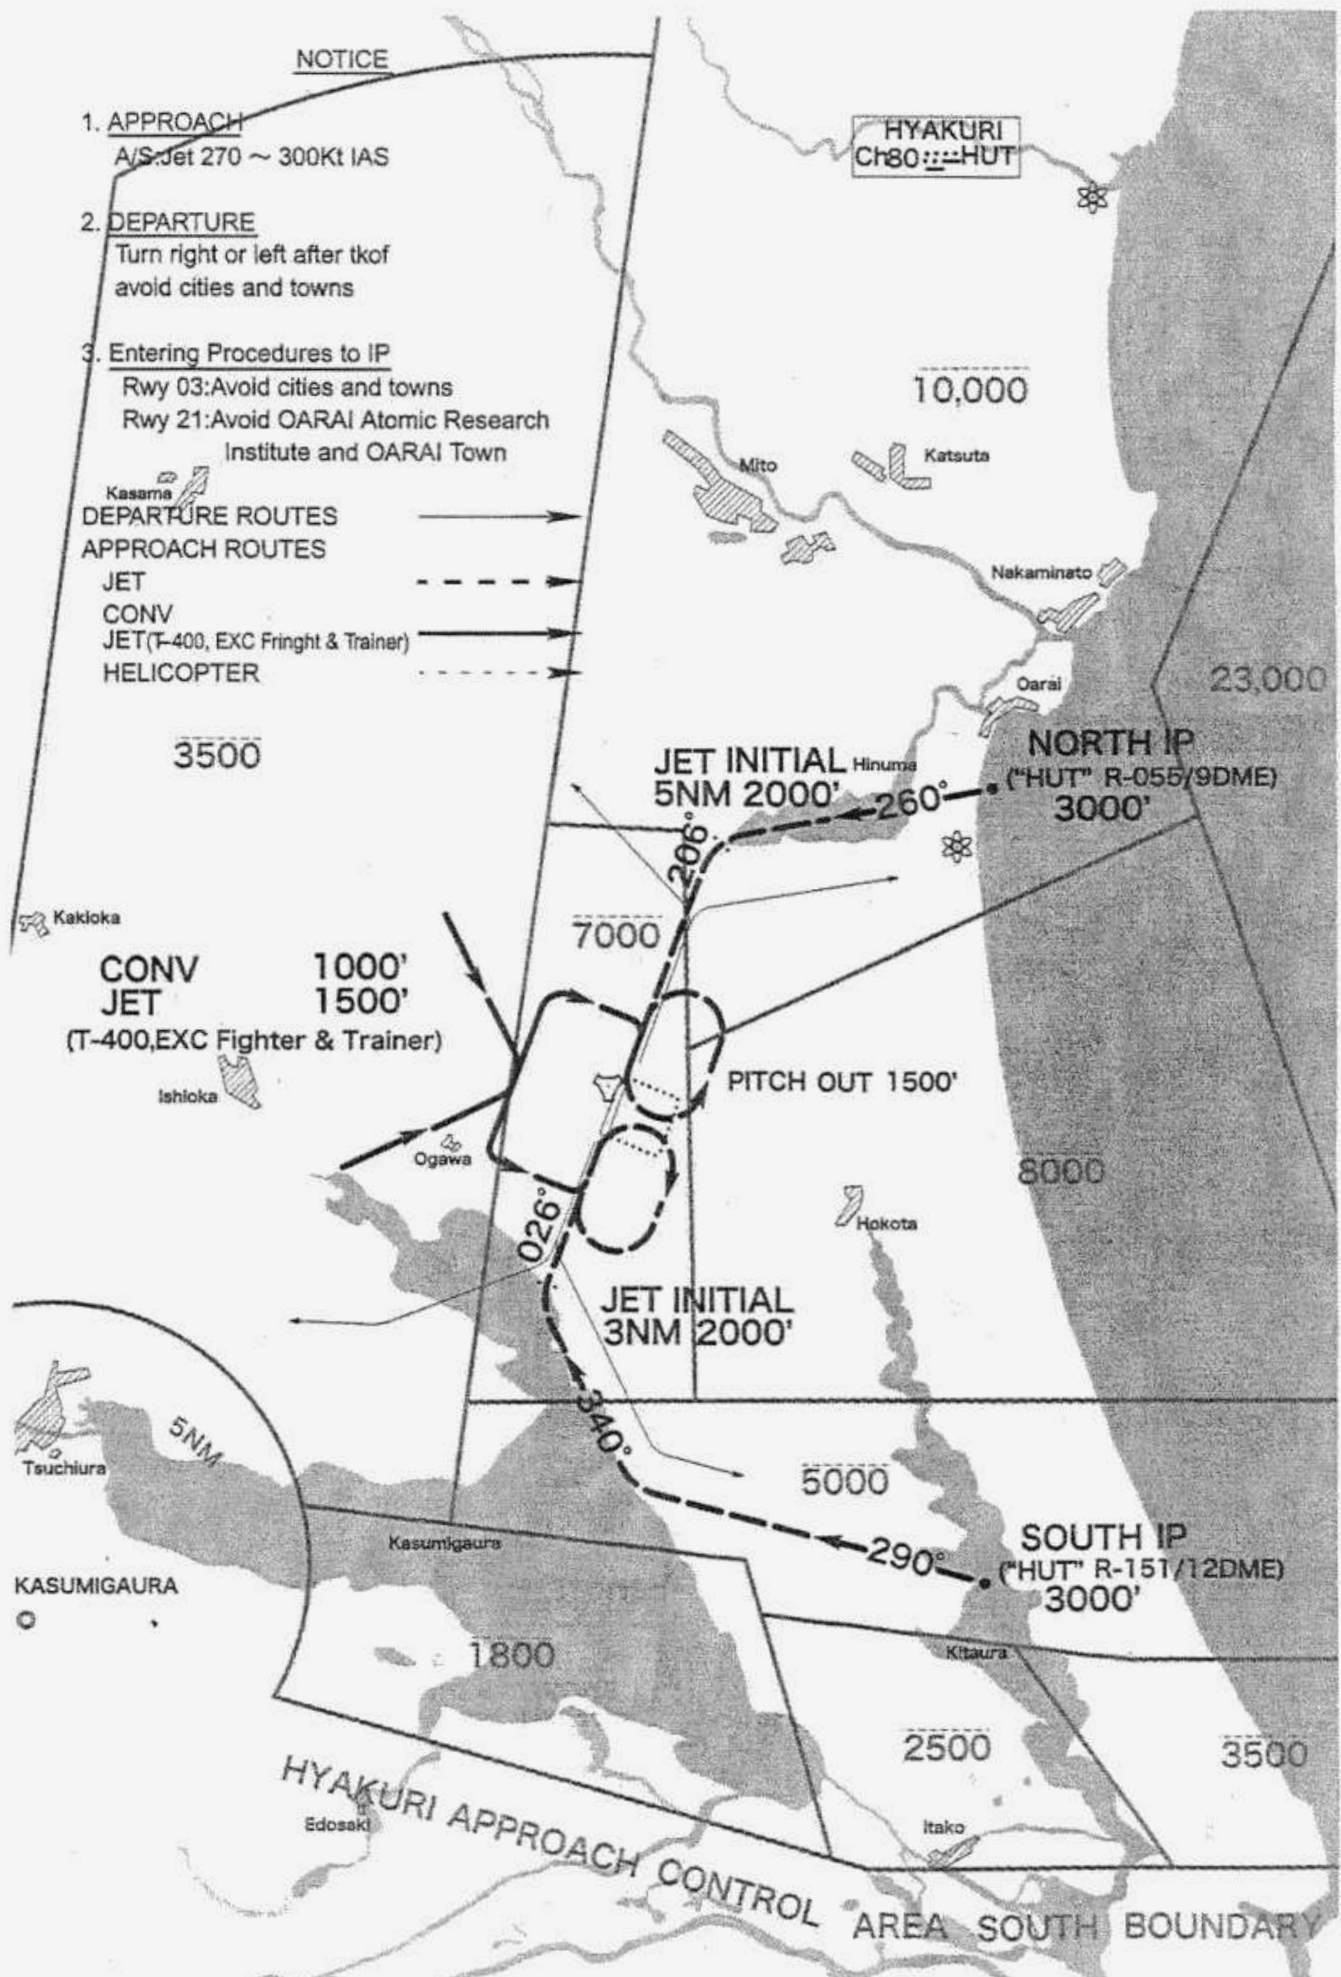 NOTICE
1. APPROACH
A/S:Jet 270 ~ 300Kt IAS
2. DEPARTURE
Turn right or left after tkof
avoid cities and towns
3. Entering Procedures to IP
Rwy 03:Avoid cities and towns
Rwy 21:Avoid OARAI Atomic Research
Institute and OARAI Town
Kasama
DEPARTURE ROUTES
APPROACH ROUTES
JET
CONV
JET(T-400, EXC Fringht & Trainer)
HELICOPTER
3500
HYAKURI
Ch80 HUT
10,000
Mito
Katsuta
Nakaminato
Oarai
23,000
NORTH IP
("HUT" R-055/9DME)
3000'
JET INITIAL
5NM 2000'
Hinuma
260°
206°
7000
Kakioka
CONV 1000'
JET 1500'
(T-400,EXC Fighter & Trainer)
Ishioka
Ogawa
PITCH OUT 1500'
8000
Hokota
026°
JET INITIAL
3NM 2000'
340°
5NM
Tsuchiura
5000
290°
SOUTH IP
("HUT" R-151/12DME)
3000'
Kasumigaura
KASUMIGAURA
1800
Kitaura
2500
3500
Edosaki
Itako
HYAKURI APPROACH CONTROL AREA SOUTH BOUNDARY